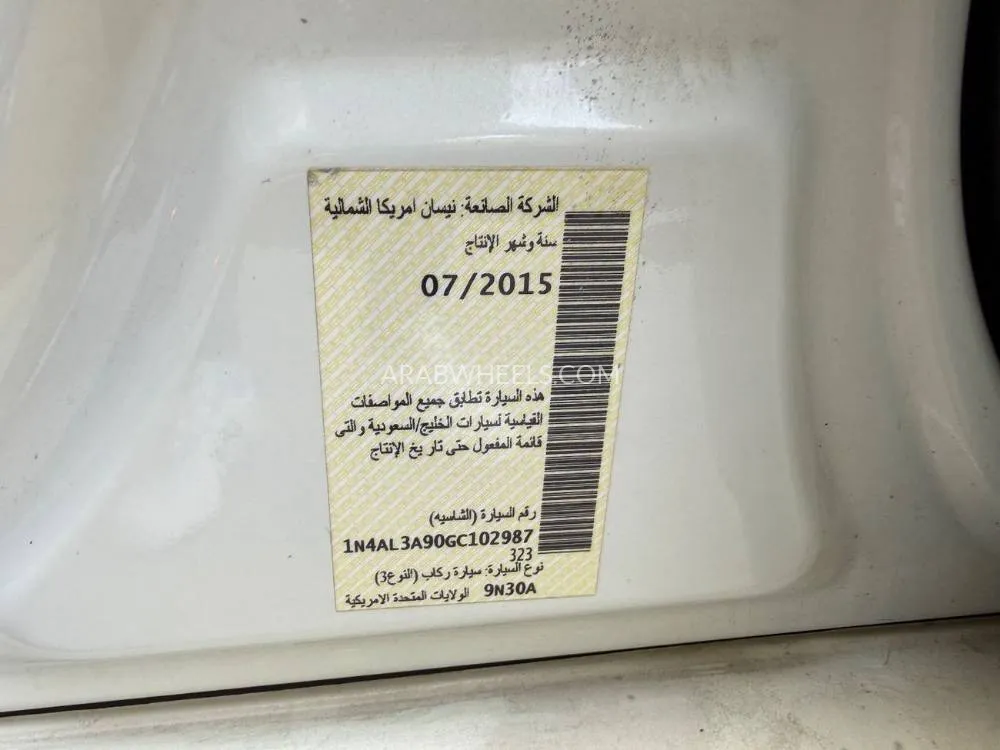 الشركة الصانعة: نيسان امريكا الشمالية
سنة وشهر الإنتاج
07/2015
ARABWHEELS.COM
هذه السيارة تطابق جميع المواصفات
القياسية لسيارات الخليج/السعودية والتى
قائمة المفعول حتى تاريخ الإنتاج
رقم السيارة (الشاسيه)
1N4AL3A90GC102987
323
نوع السيارة: سيارة ركاب (النوع3)
9N30A الولايات المتحدة الامريكية